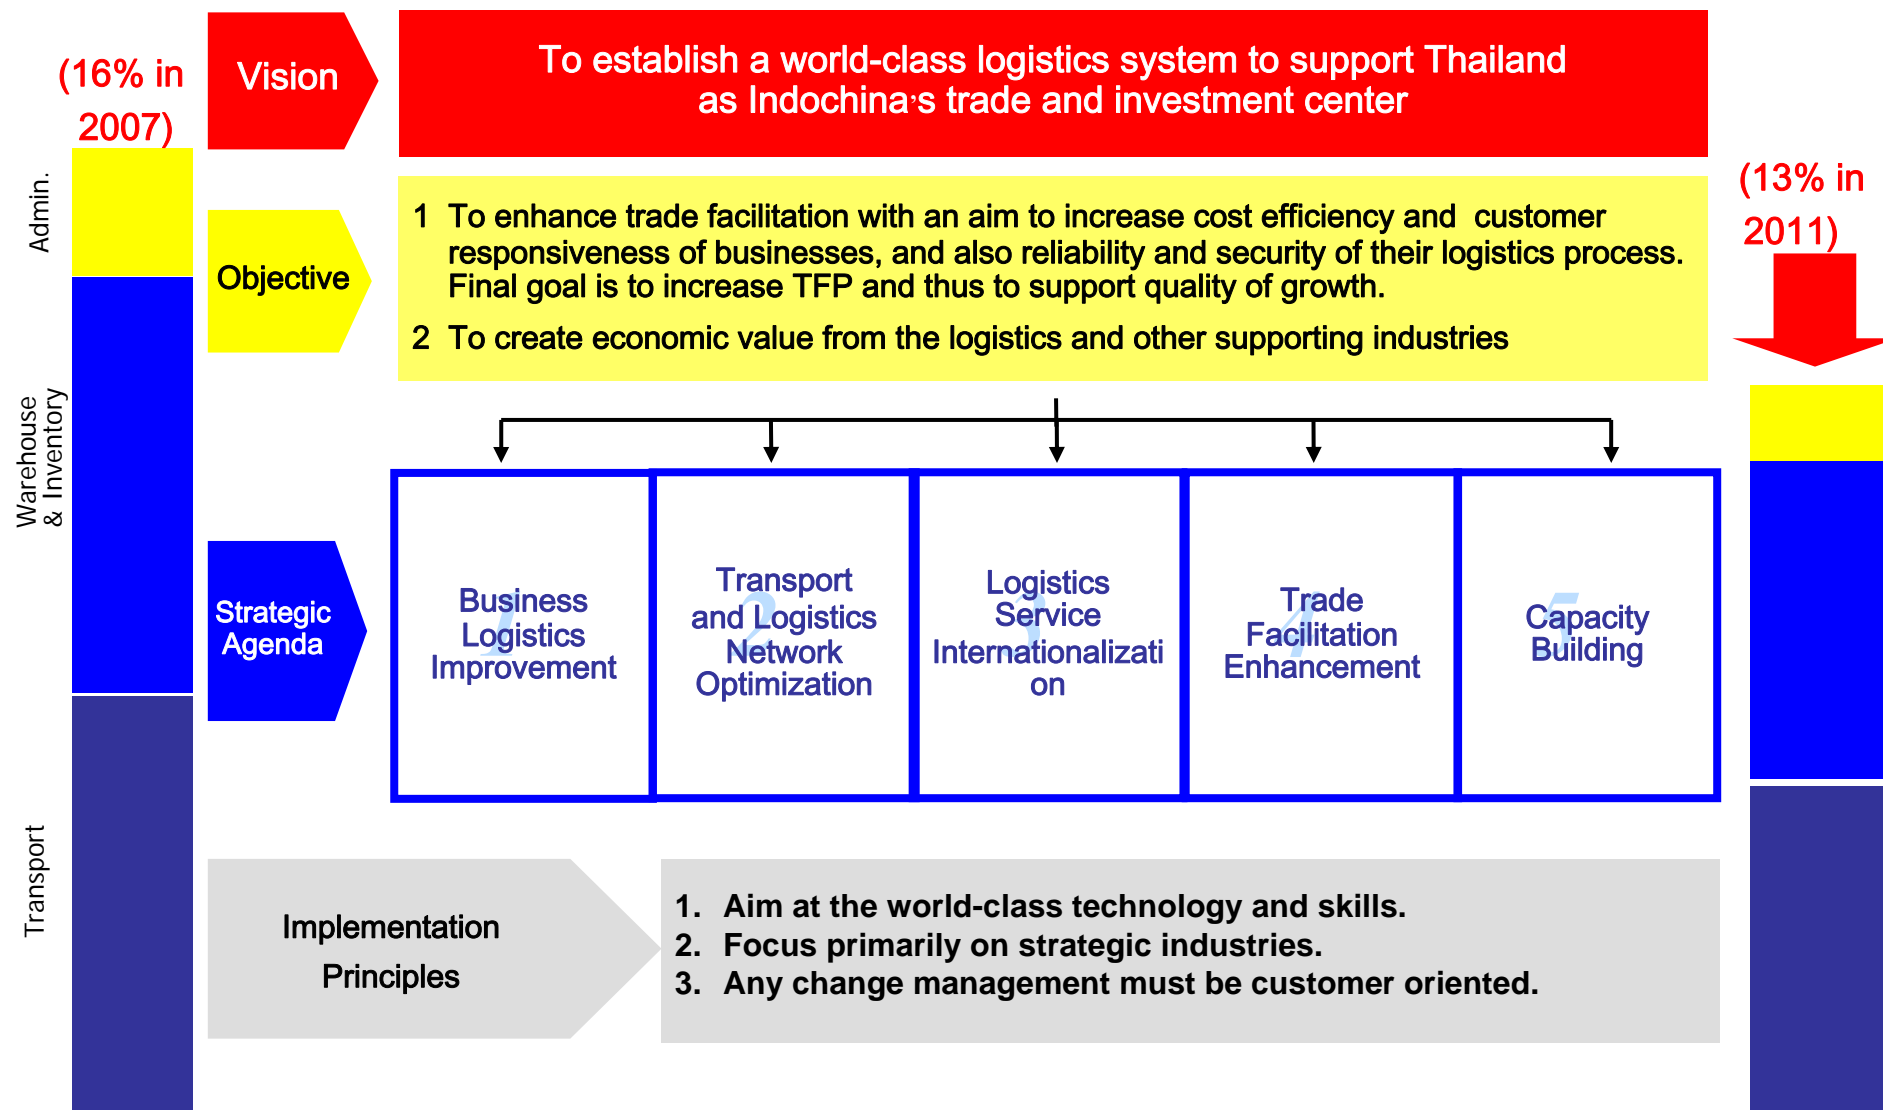 (16% in
2007)
Vision
To establish a world-class logistics system to support Thailand
as Indochina's trade and investment center
Admin.
Warehouse
& Inventory
Transport
(13% in
2011)
Objective
1 To enhance trade facilitation with an aim to increase cost efficiency and customer
responsiveness of businesses, and also reliability and security of their logistics process.
Final goal is to increase TFP and thus to support quality of growth.
2 To create economic value from the logistics and other supporting industries
Strategic
Agenda
1
Business
Logistics
Improvement
2
Transport
and Logistics
Network
Optimization
3
Logistics
Service
Internationalizati
on
4
Trade
Facilitation
Enhancement
5
Capacity
Building
Implementation
Principles
1. Aim at the world-class technology and skills.
2. Focus primarily on strategic industries.
3. Any change management must be customer oriented.